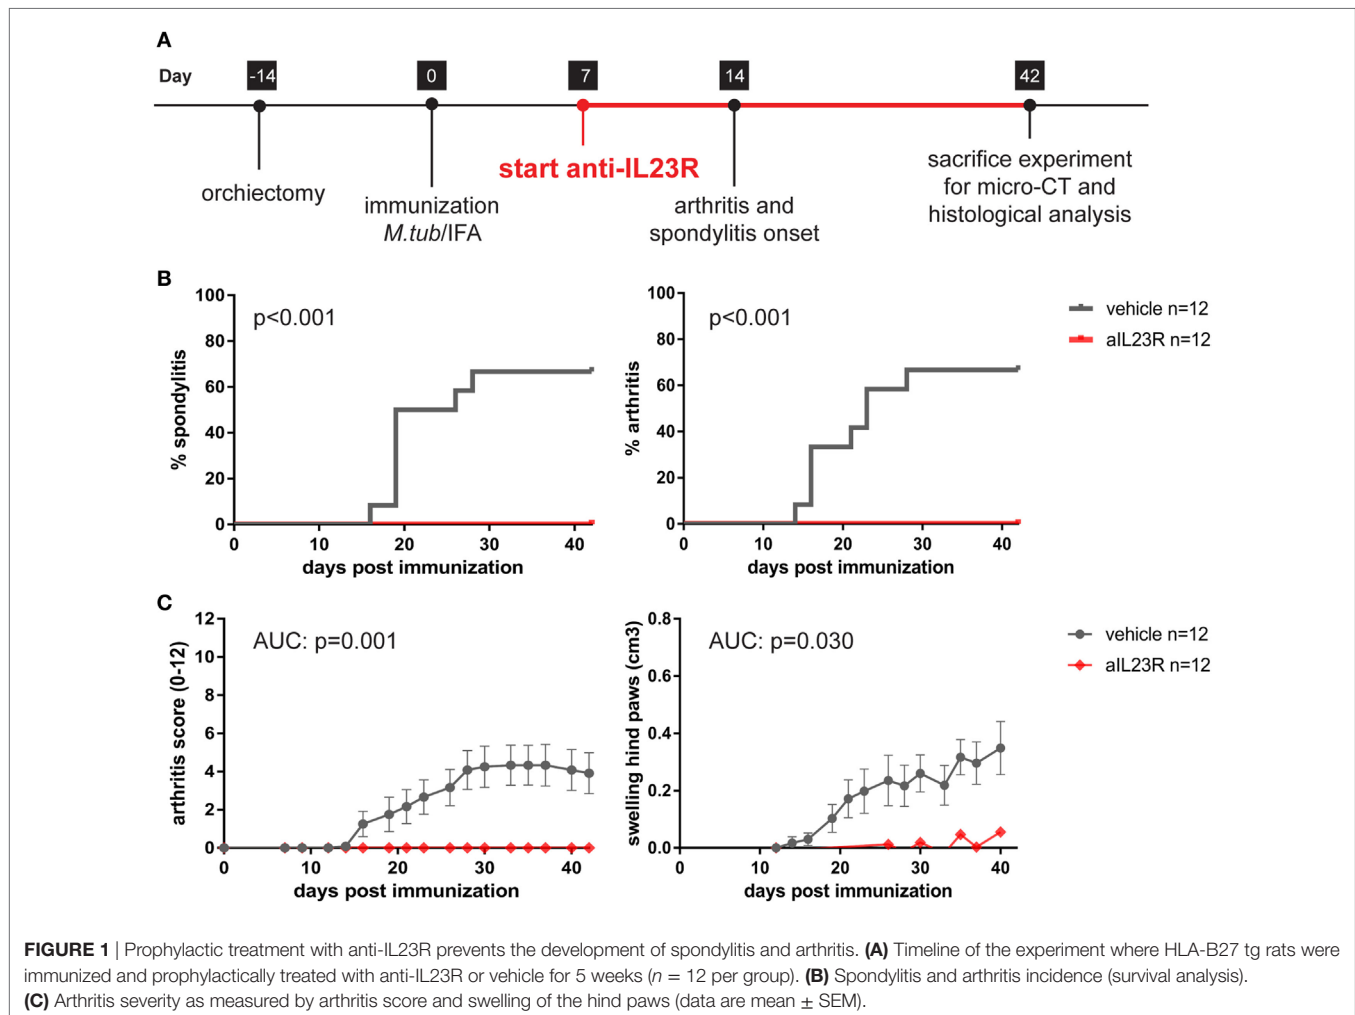 A
Day
-14
0
7
14
42
start anti-IL23R
orchiectomy
immunization
M.tub/IFA
arthritis and
spondylitis onset
sacrifice experiment
for micro-CT and
histological analysis
B
100
80
60
40
20
0
% spondylitis
p<0.001
0 10 20 30 40
days post immunization
100
80
60
40
20
0
% arthritis
p<0.001
0 10 20 30 40
days post immunization
vehicle n=12
aIL23R n=12
C
12
10
8
6
4
2
0
arthritis score (0-12)
AUC: p=0.001
0 10 20 30 40
days post immunization
0.8
0.6
0.4
0.2
0.0
swelling hind paws (cm3)
AUC: p=0.030
0 10 20 30 40
days post immunization
vehicle n=12
aIL23R n=12
FIGURE 1 | Prophylactic treatment with anti-IL23R prevents the development of spondylitis and arthritis. (A) Timeline of the experiment where HLA-B27 tg rats were
immunized and prophylactically treated with anti-IL23R or vehicle for 5 weeks (n = 12 per group). (B) Spondylitis and arthritis incidence (survival analysis).
(C) Arthritis severity as measured by arthritis score and swelling of the hind paws (data are mean ± SEM).